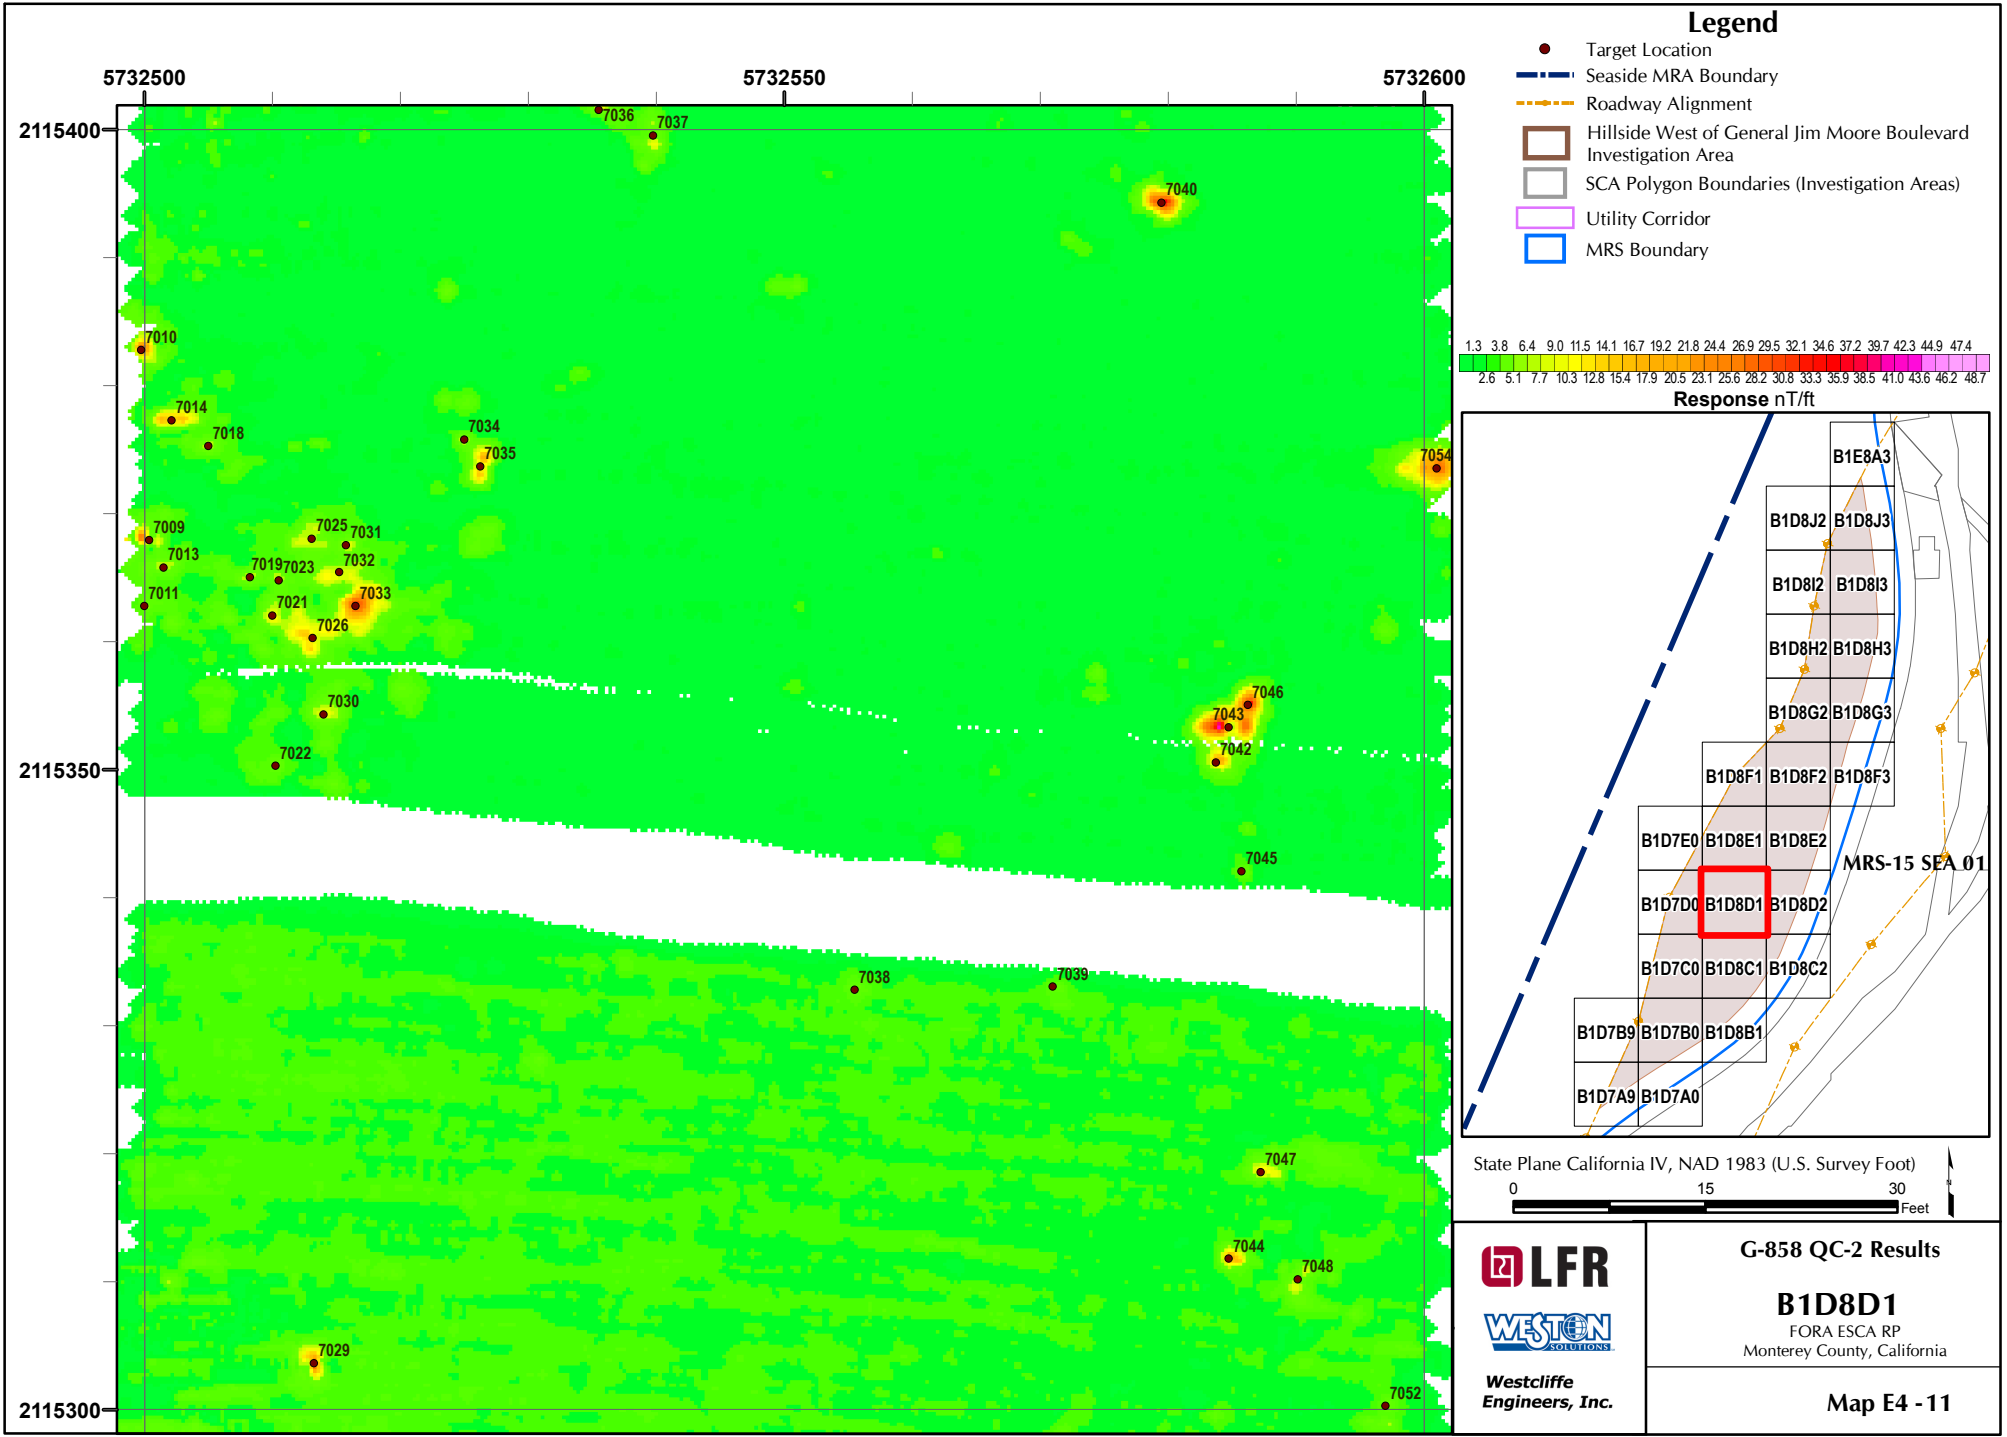 Legend
Target Location
Seaside MRA Boundary
Roadway Alignment
Hillside West of General Jim Moore Boulevard
Investigation Area
SCA Polygon Boundaries (Investigation Areas)
Utility Corridor
MRS Boundary
5732500 5732550 5732600
2115400
2115350
2115300
7036
7037
7040
7010
7014
7018
7034
7035
7054
7009
7025
7031
7013
7019
7023
7032
7011
7021
7033
7026
7030
7022
7046
7043
7042
7045
7038
7039
7047
7044
7048
7029
7052
1.3 3.8 6.4 9.0 11.5 14.1 16.7 19.2 21.8 24.4 26.9 29.5 32.1 34.6 37.2 39.7 42.3 44.9 47.4
2.6 5.1 7.7 10.3 12.8 15.4 17.9 20.5 23.1 25.6 28.2 30.8 33.3 35.9 38.5 41.0 43.6 46.2 48.7
Response nT/ft
B1E8A3
B1D8J2 B1D8J3
B1D8I2 B1D8I3
B1D8H2 B1D8H3
B1D8G2 B1D8G3
B1D8F1 B1D8F2 B1D8F3
B1D7E0 B1D8E1 B1D8E2
MRS-15 SEA 01
B1D7D0 B1D8D1 B1D8D2
B1D7C0 B1D8C1 B1D8C2
B1D7B9 B1D7B0 B1D8B1
B1D7A9 B1D7A0
State Plane California IV, NAD 1983 (U.S. Survey Foot)
0 15 30
Feet
N
LFR
WESTON
SOLUTIONS
Westcliffe
Engineers, Inc.
G-858 QC-2 Results
B1D8D1
FORA ESCA RP
Monterey County, California
Map E4 -11